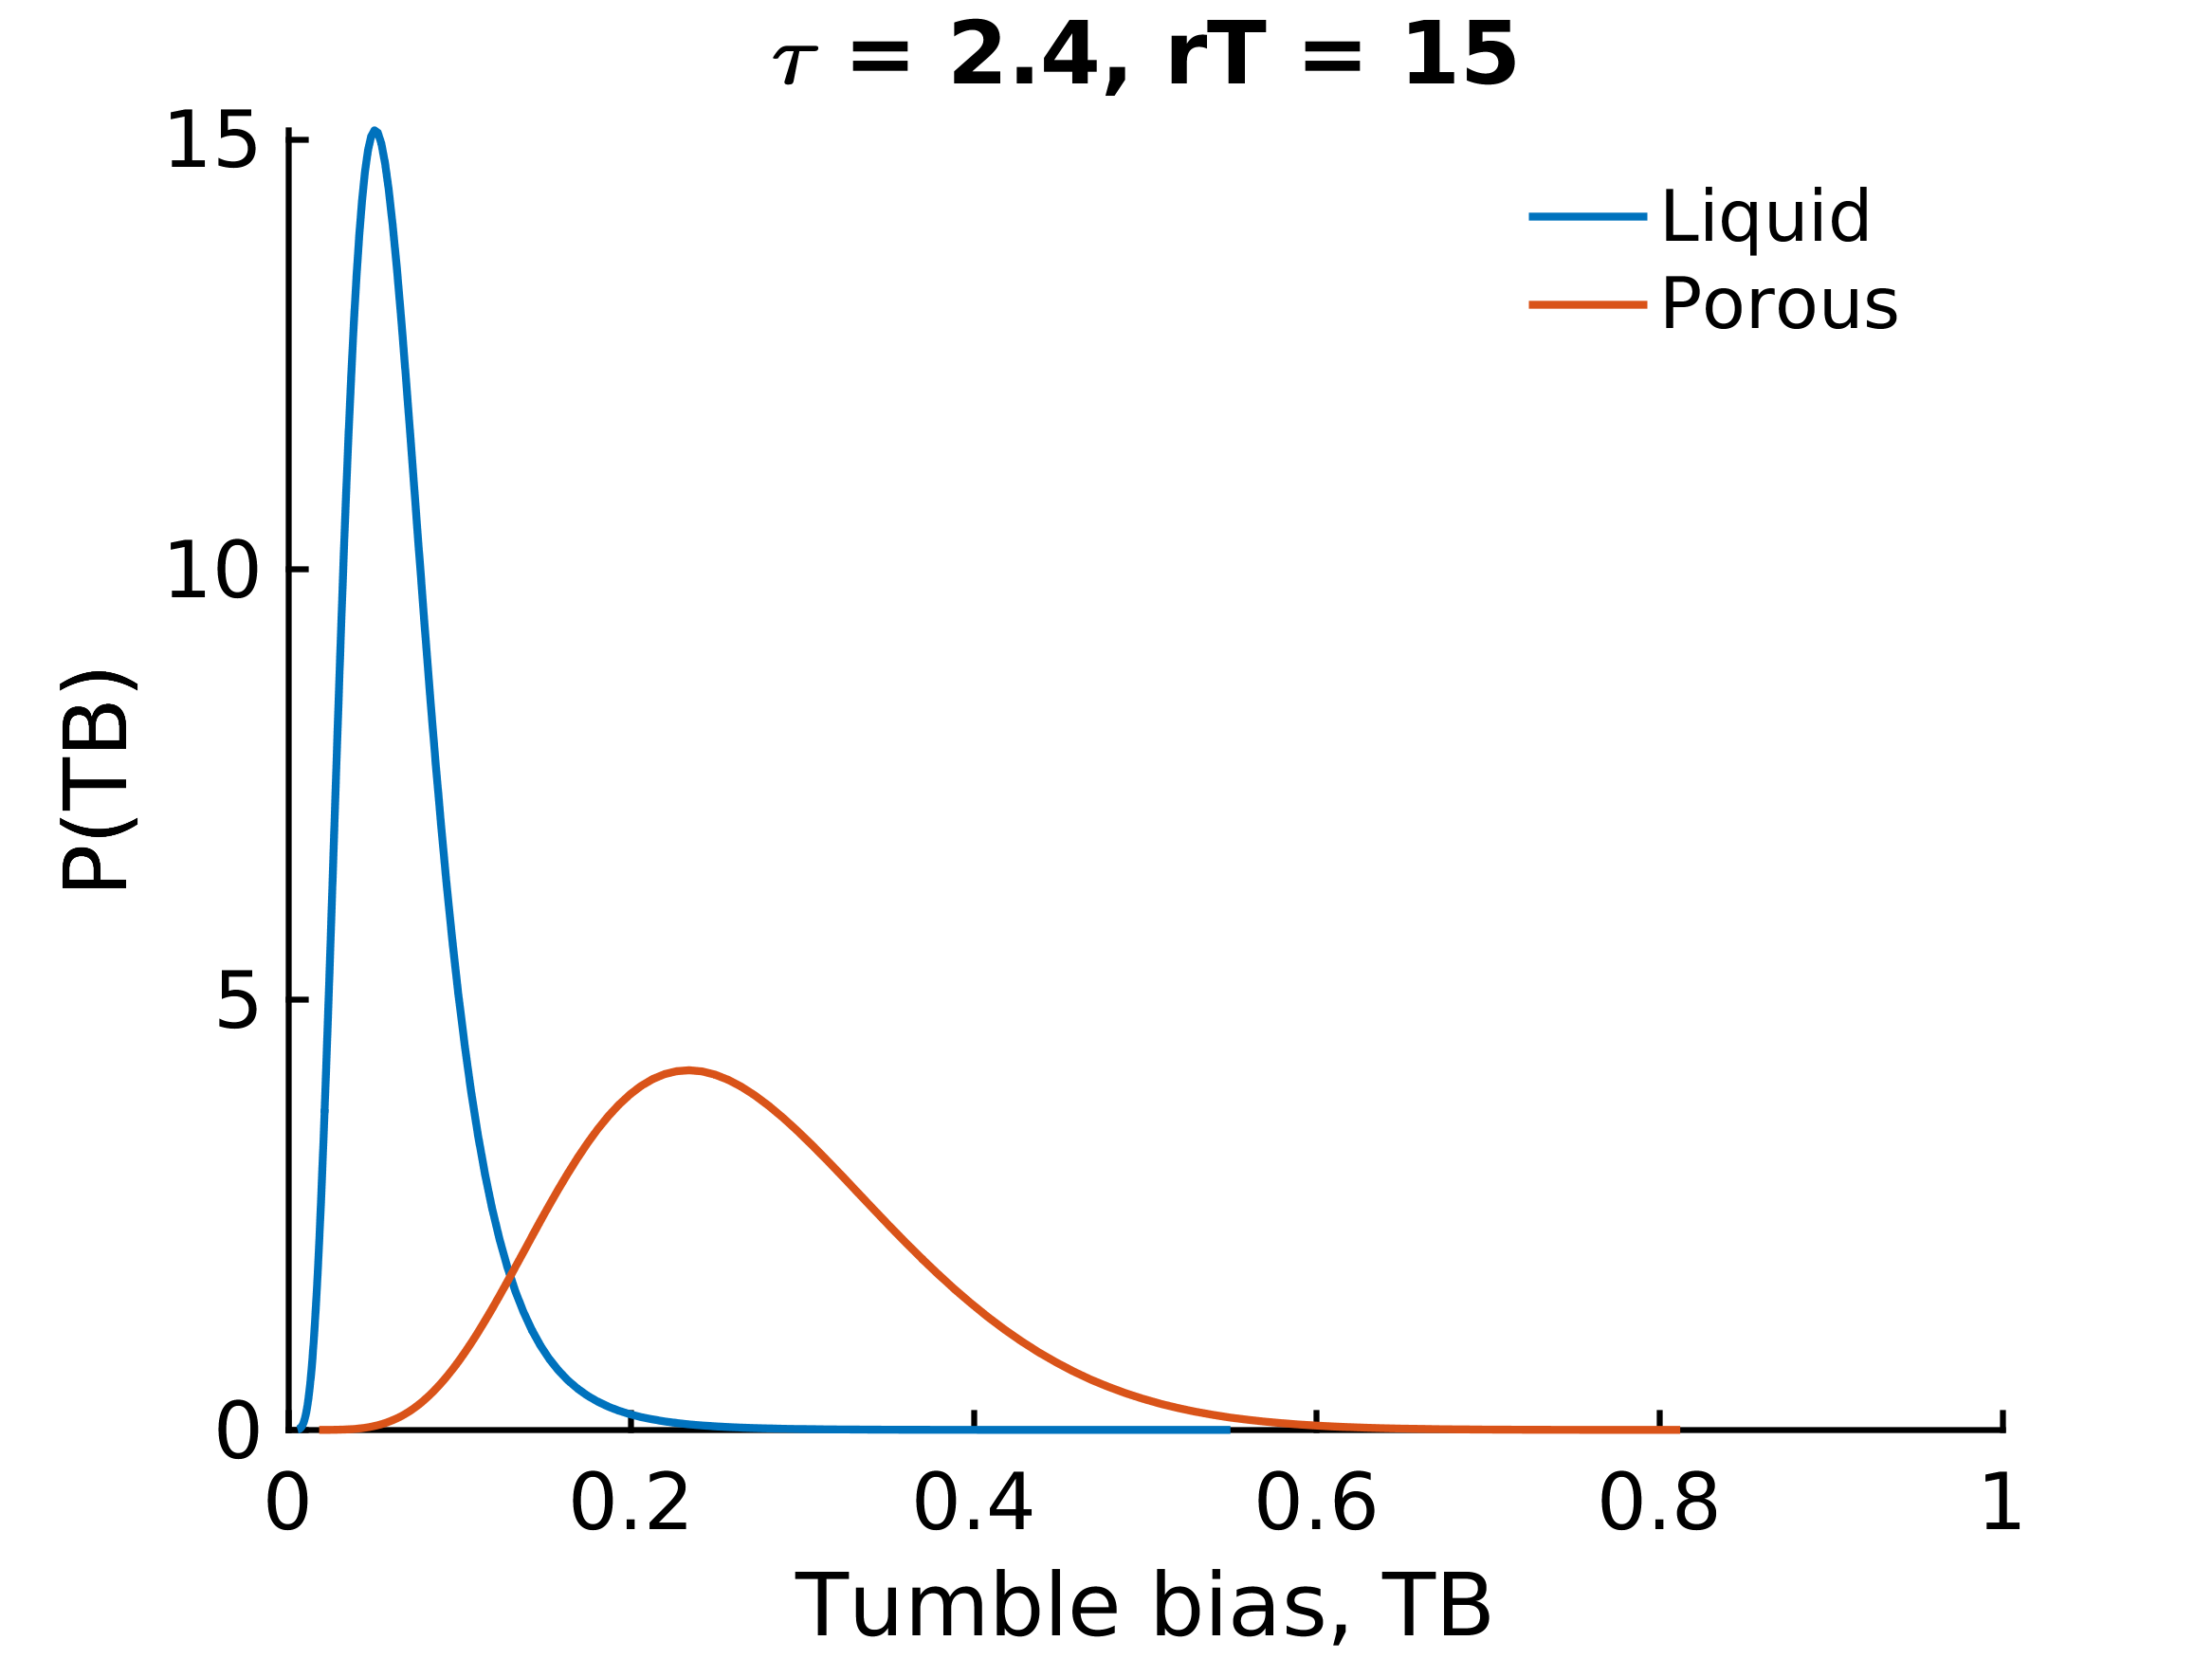 τ = 2.4, rT = 15
Liquid
Porous
P(TB)
15
10
5
0
0 0.2 0.4 0.6 0.8 1
Tumble bias, TB